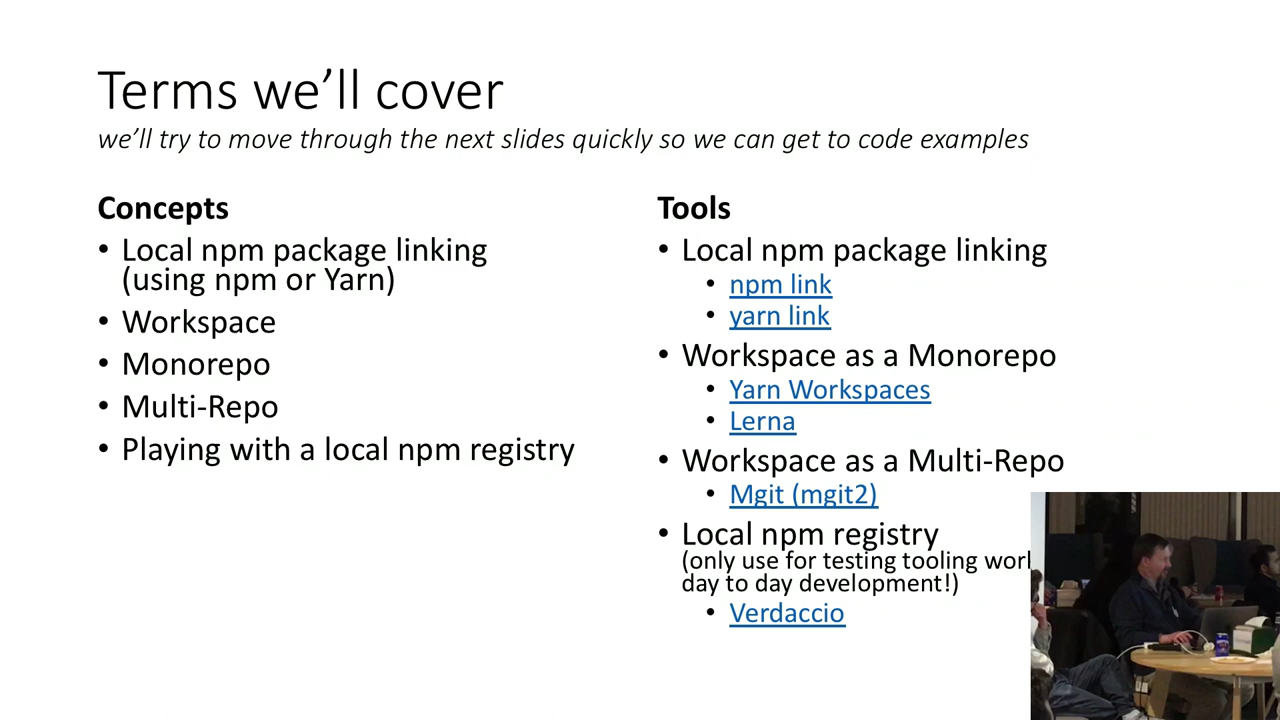 Terms we'll cover
we'll try to move through the next slides quickly so we can get to code examples
Concepts
• Local npm package linking
(using npm or Yarn)
• Workspace
• Monorepo
• Multi-Repo
• Playing with a local npm registry
Tools
• Local npm package linking
• npm link
• yarn link
• Workspace as a Monorepo
• Yarn Workspaces
• Lerna
• Workspace as a Multi-Repo
• Mgit (mgit2)
• Local npm registry
(only use for testing tooling
day to day development!)
• Verdaccio